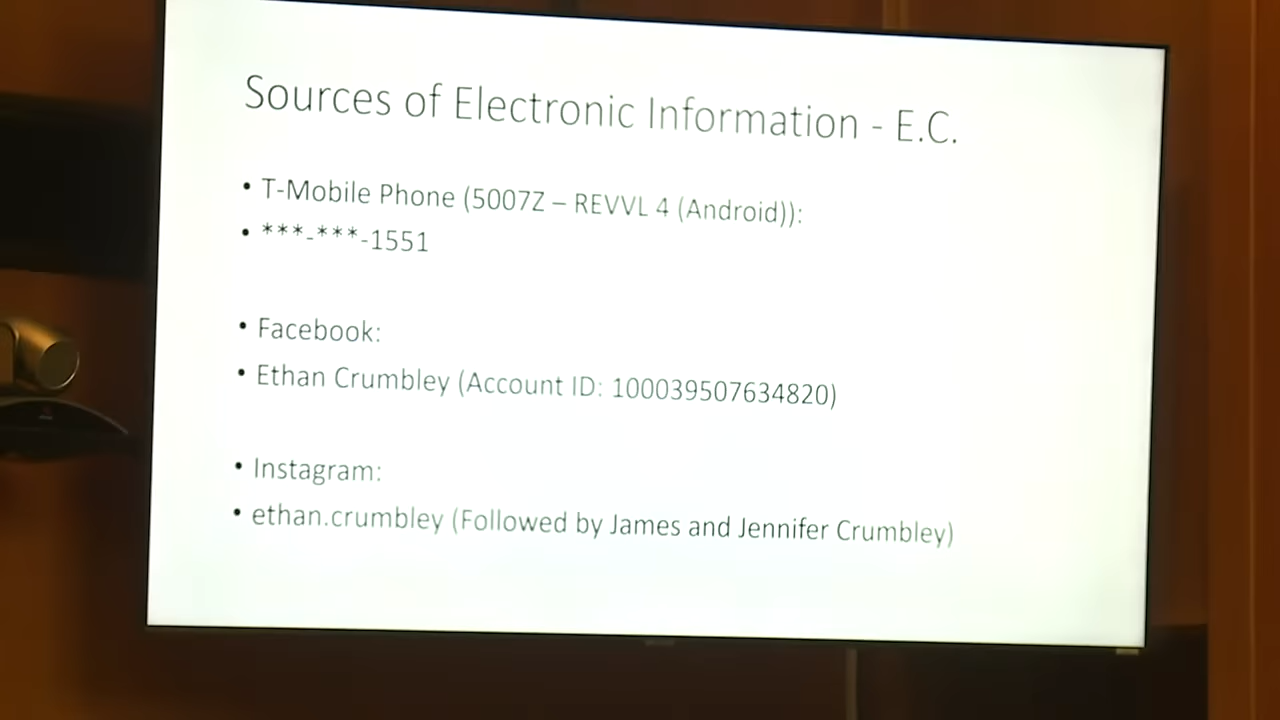 Sources of Electronic Information - E.C.
• T-Mobile Phone (5007Z – REVVL 4 (Android)):
• ***-***-1551
• Facebook:
• Ethan Crumbley (Account ID: 100039507634820)
• Instagram:
• ethan.crumbley (Followed by James and Jennifer Crumbley)